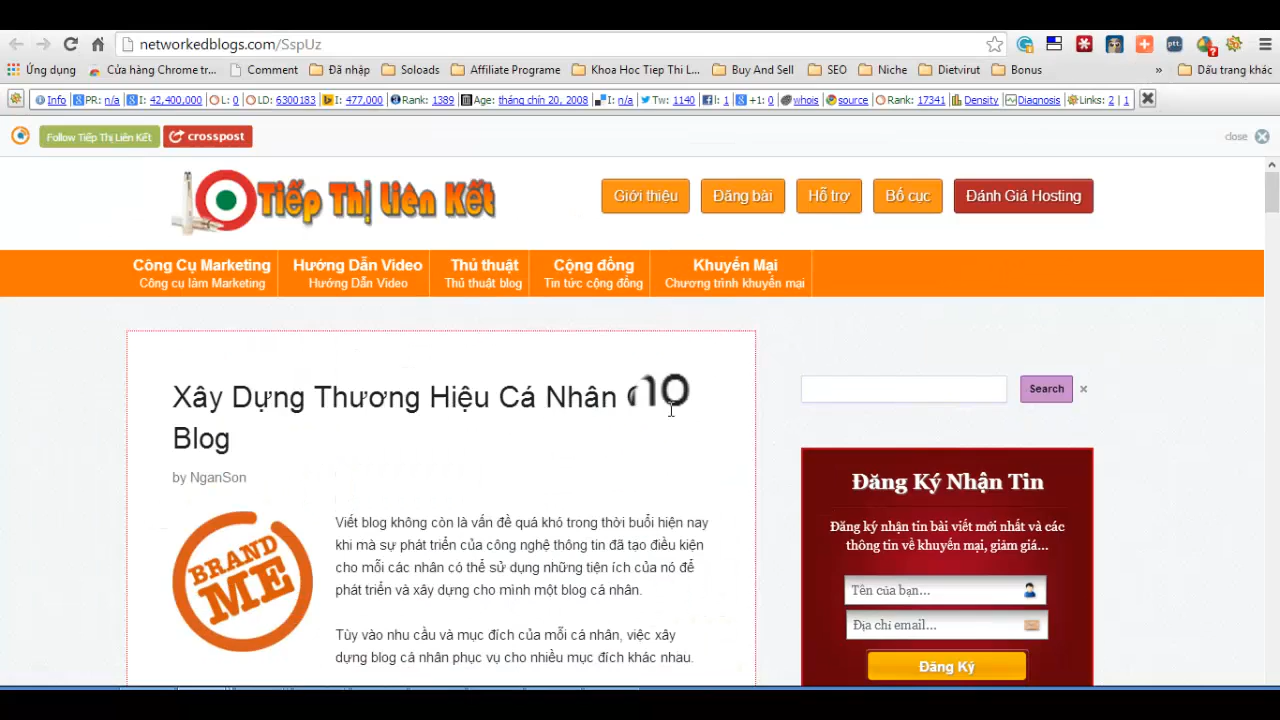 networkedblogs.com/SspUz
Ứng dụng Cửa hàng Chrome tr... Comment Đã nhập Soloads Affiliate Programe Khoa Hoc Tiep Thi L... Buy And Sell SEO Niche Dietvirut Bonus » Dấu trang khác
Info PR: n/a I: 42,400,000 L: 0 LD: 6300183 I: 477,000 Rank: 1389 Age: tháng chín 20, 2008 I: n/a Tw: 1140 I: 1 +1: 0 whois source Rank: 17341 Density Diagnosis Links: 2 | 1
Follow Tiếp Thị Liên Kết crosspost close
Tiếp Thị Liên Kết
Giới thiệu Đăng bài Hỗ trợ Bố cục Đánh Giá Hosting
Công Cụ Marketing Hướng Dẫn Video Thủ thuật Cộng đồng Khuyến Mại
Công cụ làm Marketing Hướng Dẫn Video Thủ thuật blog Tin tức cộng đồng Chương trình khuyến mại
Xây Dựng Thương Hiệu Cá Nhân
Blog
by NganSon
Search
BRAND
ME
Viết blog không còn là vấn đề quá khó trong thời buổi hiện nay
khi mà sự phát triển của công nghệ thông tin đã tạo điều kiện
cho mỗi các nhân có thể sử dụng những tiện ích của nó để
phát triển và xây dựng cho mình một blog cá nhân.
Tùy vào nhu cầu và mục đích của mỗi cá nhân, việc xây
dựng blog cá nhân phục vụ cho nhiều mục đích khác nhau.
Đăng Ký Nhận Tin
Đăng ký nhận tin bài viết mới nhất và các
thông tin về khuyến mại, giảm giá...
Tên của bạn...
Địa chỉ email...
Đăng Ký